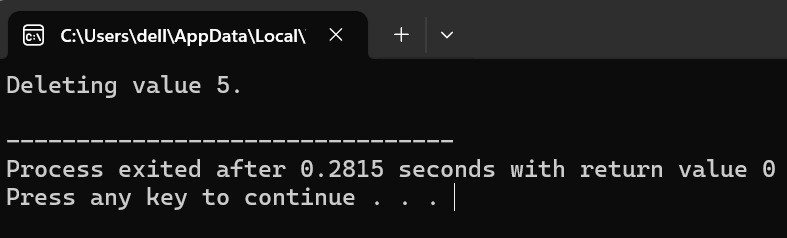 C:\Users\dell\AppData\Local\
Deleting value 5.
--------------------------------
Process exited after 0.2815 seconds with return value 0
Press any key to continue . . .